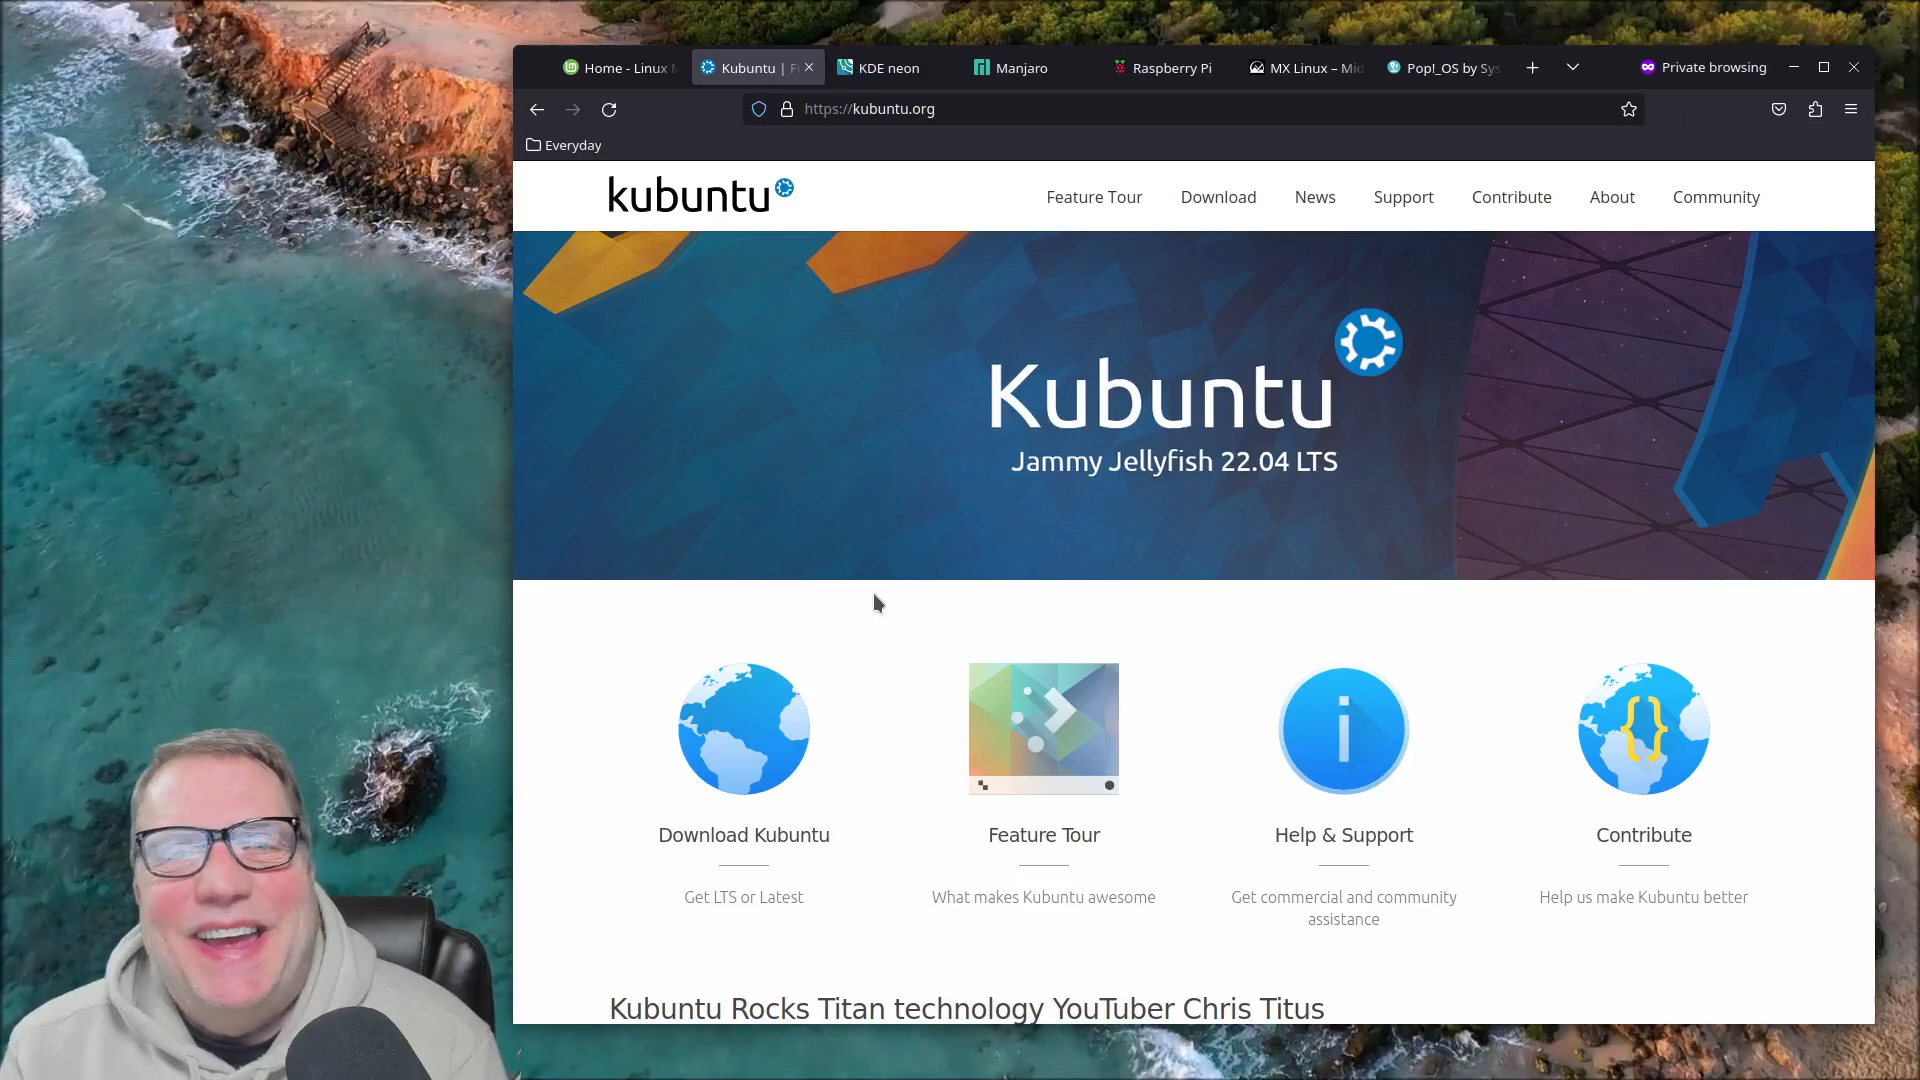 Home - Linux M
Kubuntu | F
KDE neon
Manjaro
Raspberry Pi
MX Linux – Mid
Pop!_OS by Sys
Private browsing
https://kubuntu.org
Everyday
kubuntu
Feature Tour
Download
News
Support
Contribute
About
Community
Kubuntu
Jammy Jellyfish 22.04 LTS
Download Kubuntu
Get LTS or Latest
Feature Tour
What makes Kubuntu awesome
Help & Support
Get commercial and community
assistance
Contribute
Help us make Kubuntu better
Kubuntu Rocks Titan technology YouTuber Chris Titus